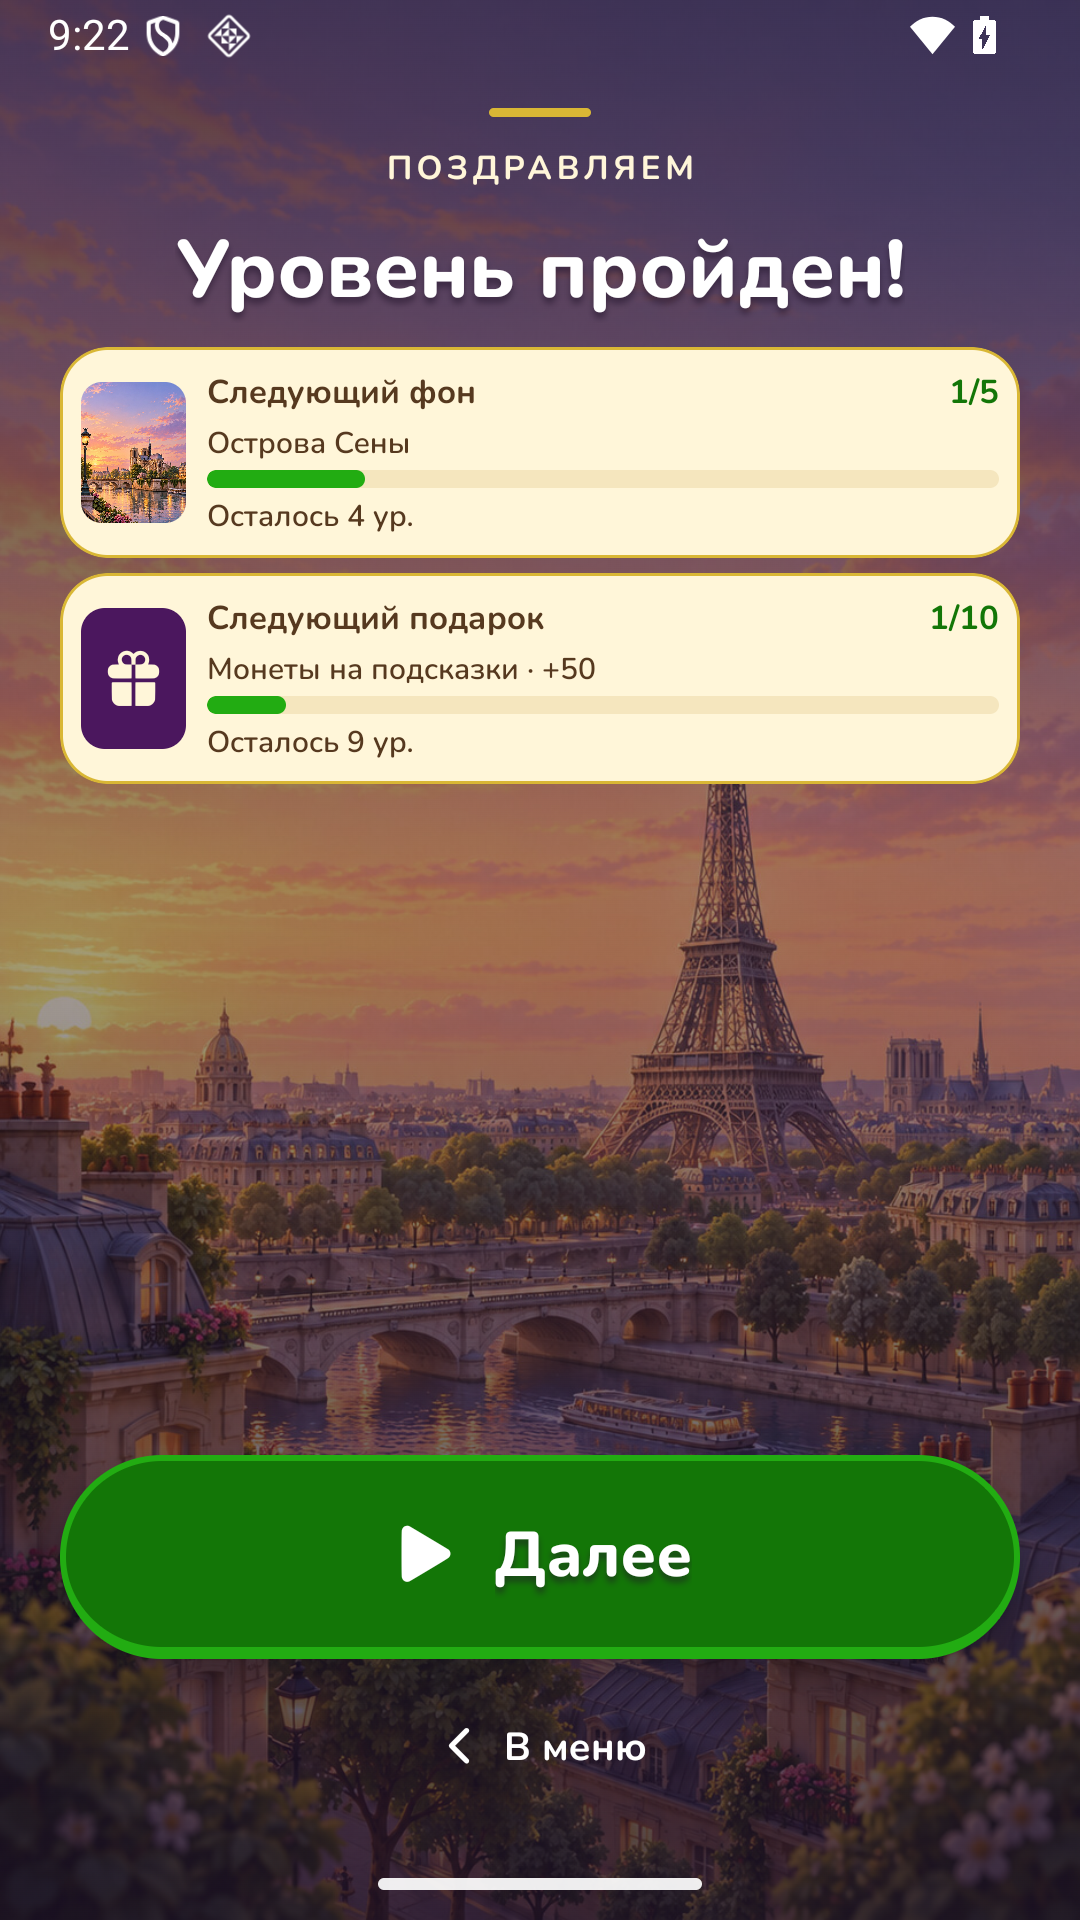 9:22
ПОЗДРАВЛЯЕМ
Уровень пройден!
Следующий фон 1/5
Острова Сены
Осталось 4 ур.
Следующий подарок 1/10
Монеты на подсказки · +50
Осталось 9 ур.
Далее
В меню